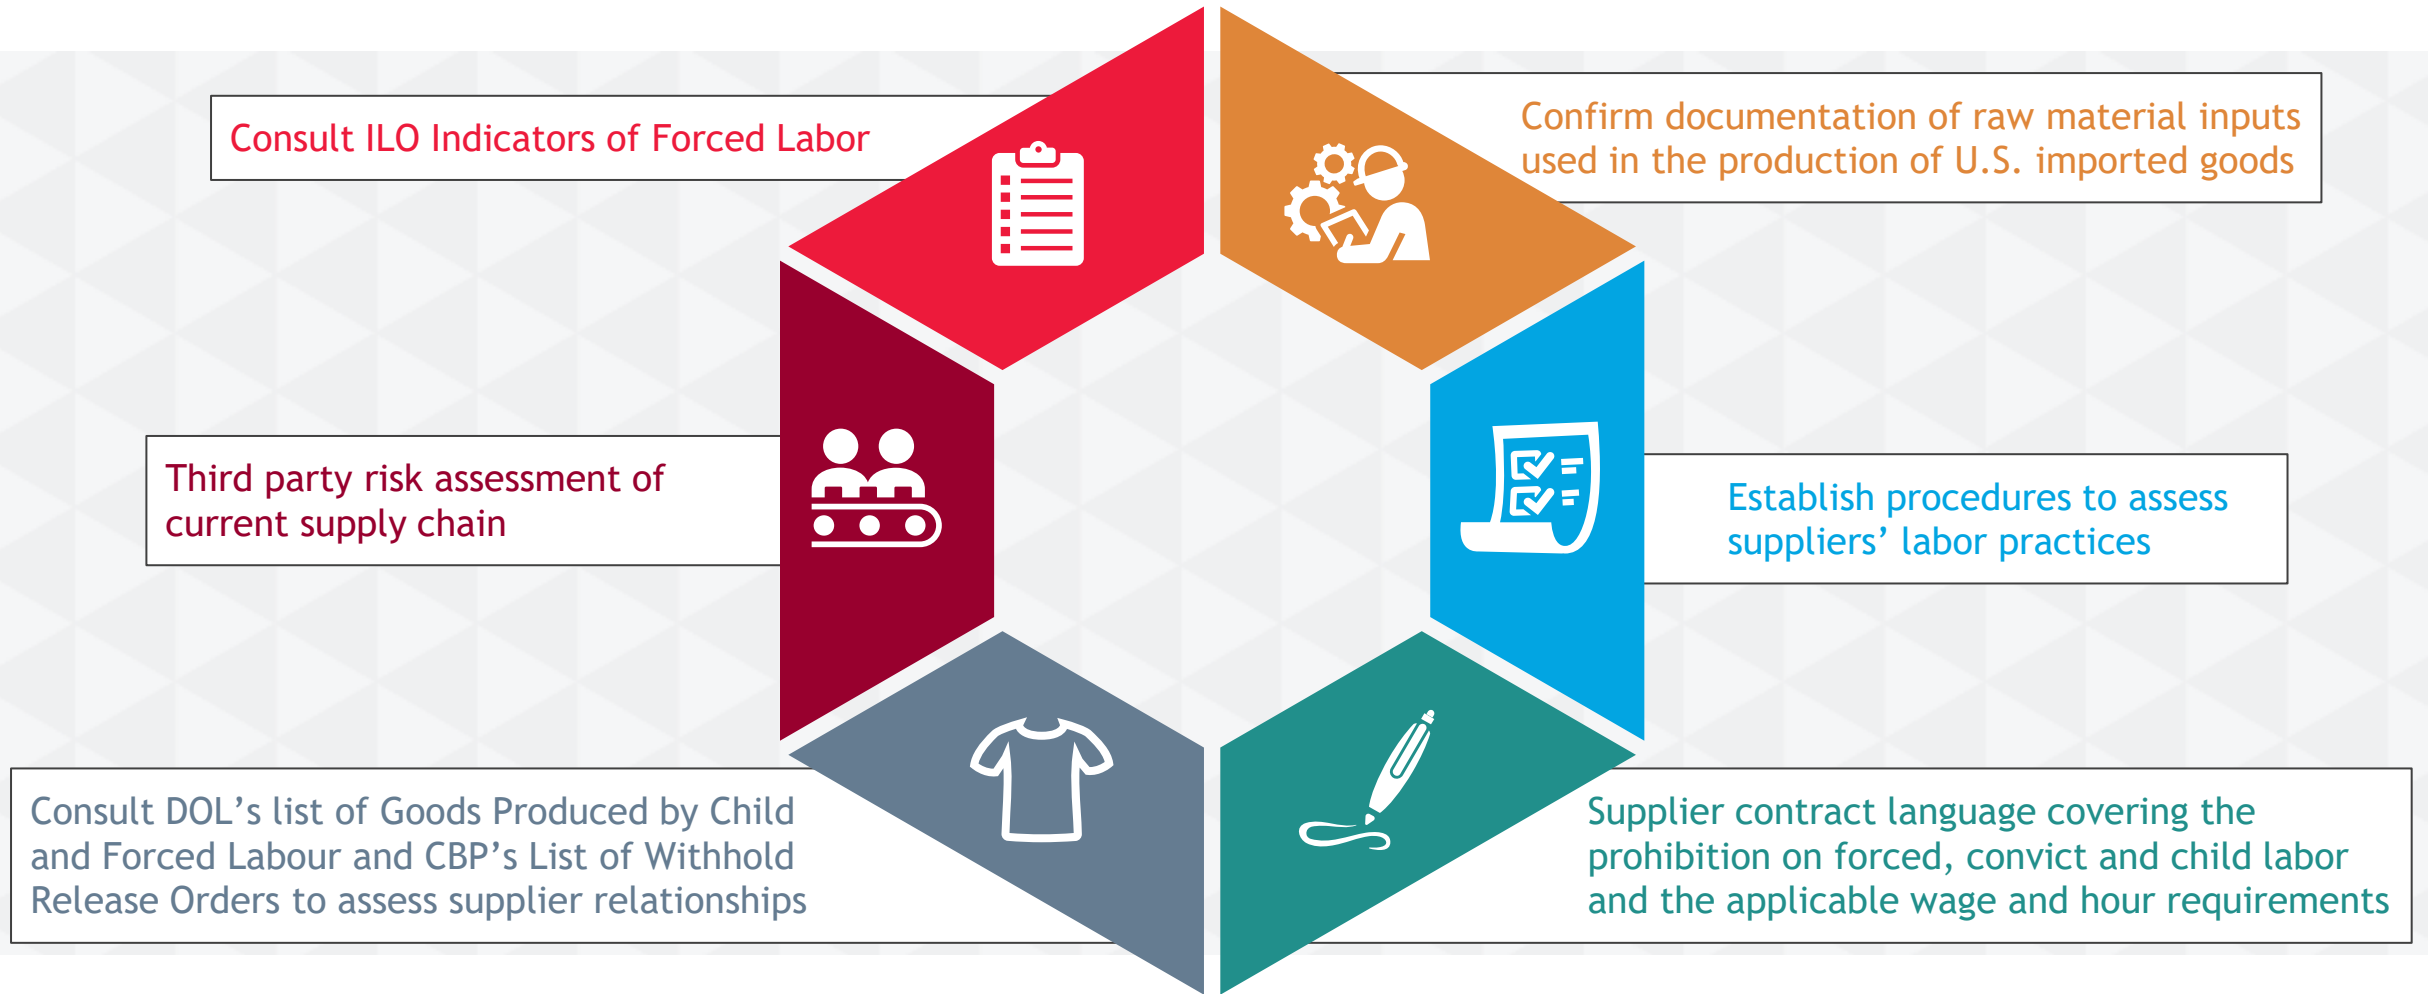 Consult ILO Indicators of Forced Labor
Confirm documentation of raw material inputs
used in the production of U.S. imported goods
Third party risk assessment of
current supply chain
Establish procedures to assess
suppliers’ labor practices
Consult DOL’s list of Goods Produced by Child
and Forced Labour and CBP’s List of Withhold
Release Orders to assess supplier relationships
Supplier contract language covering the
prohibition on forced, convict and child labor
and the applicable wage and hour requirements